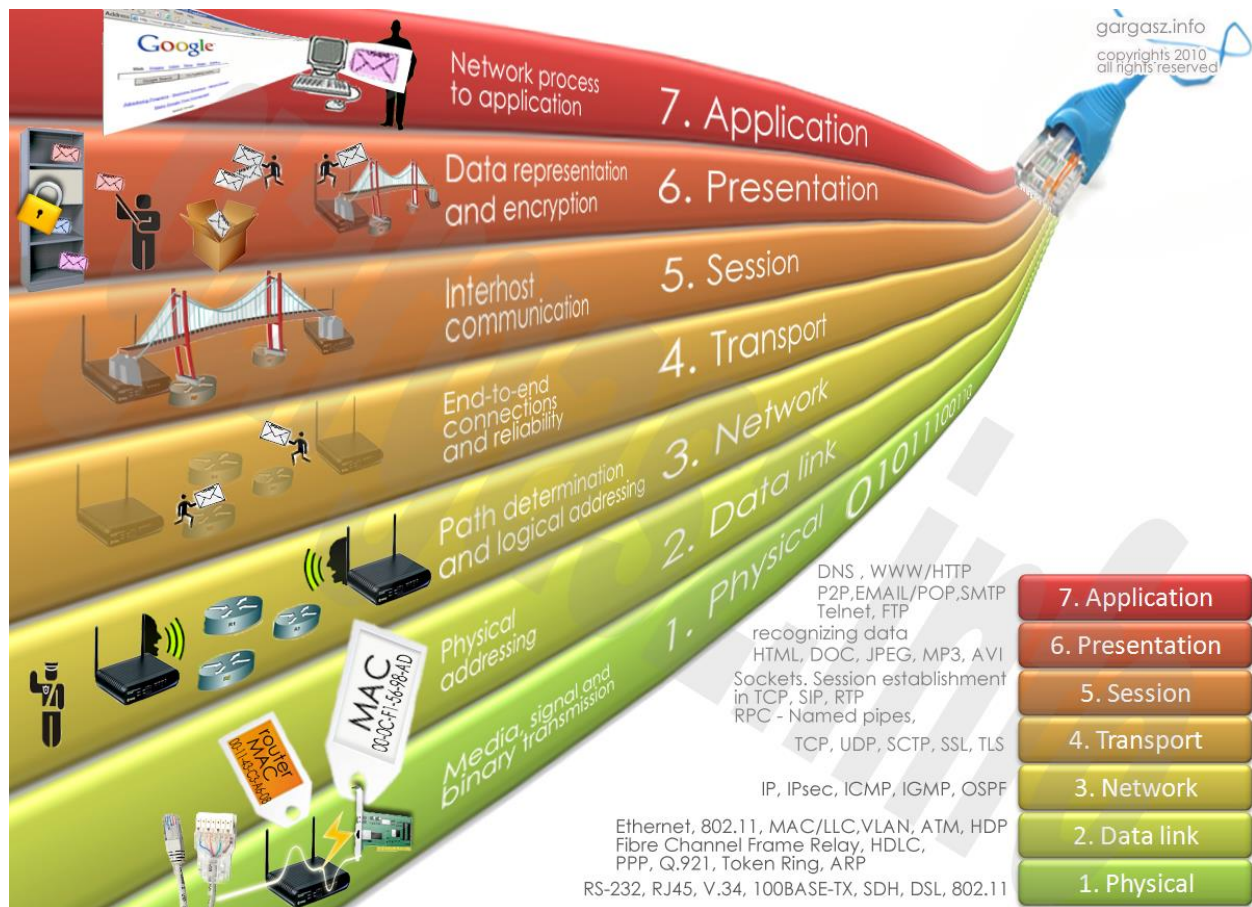 Address
Google
gargasz.info
copyrights 2010
all rights reserved
Network process
to application
7. Application
Data representation
and encryption
6. Presentation
Interhost
communication
5. Session
End-to-end
connections
and reliability
4. Transport
Path determination
and logical addressing
3. Network
Physical
addressing
2. Data link
Media, signal and
binary transmission
1. Physical
010111100110
MAC
00-0C-F1-56-98-AD
router
MAC
DNS , WWW/HTTP
P2P,EMAIL/POP,SMTP
Telnet, FTP
7. Application
recognizing data
HTML, DOC, JPEG, MP3, AVI
6. Presentation
Sockets. Session establishment
in TCP, SIP, RTP
RPC - Named pipes,
5. Session
TCP, UDP, SCTP, SSL, TLS
4. Transport
IP, IPsec, ICMP, IGMP, OSPF
3. Network
Ethernet, 802.11, MAC/LLC,VLAN, ATM, HDP
Fibre Channel Frame Relay, HDLC,
PPP, Q.921, Token Ring, ARP
2. Data link
RS-232, RJ45, V.34, 100BASE-TX, SDH, DSL, 802.11
1. Physical